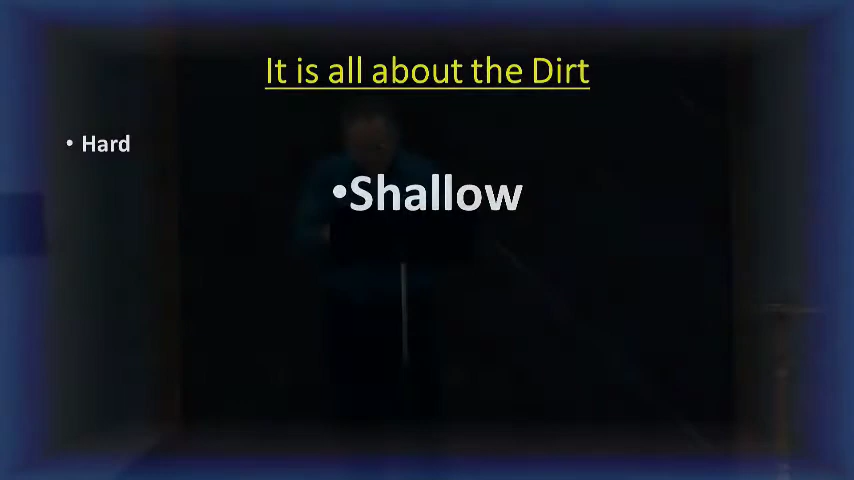 It is all about the Dirt
• Hard
•Shallow